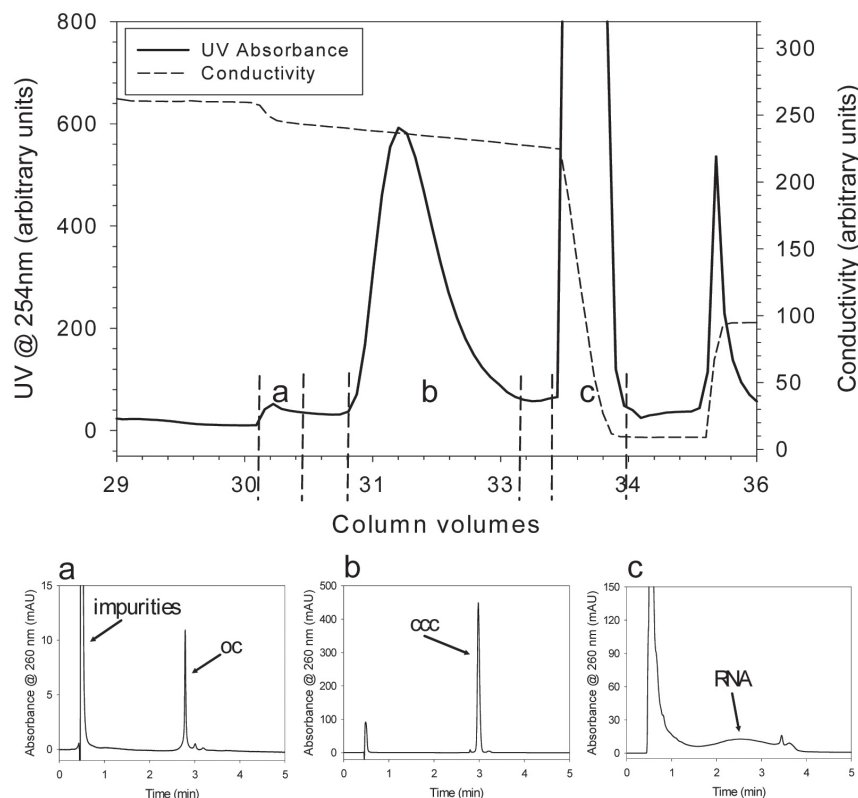 800
600
400
200
0
UV @ 254nm (arbitrary units)
UV Absorbance
Conductivity
300
250
200
150
100
50
0
Conductivity (arbitrary units)
a
b
c
29
30
31
33
34
36
Column volumes
a
15
10
5
0
Absorbance @ 260 nm (mAU)
impurities
oc
0
1
2
3
4
5
Time (min)
b
500
400
300
200
100
0
Absorbance @ 260 nm (mAU)
ccc
0
1
2
3
4
5
Time (min)
c
150
120
90
60
30
0
Absorbance @ 260 nm (mAU)
RNA
0
1
2
3
4
5
Time (min)